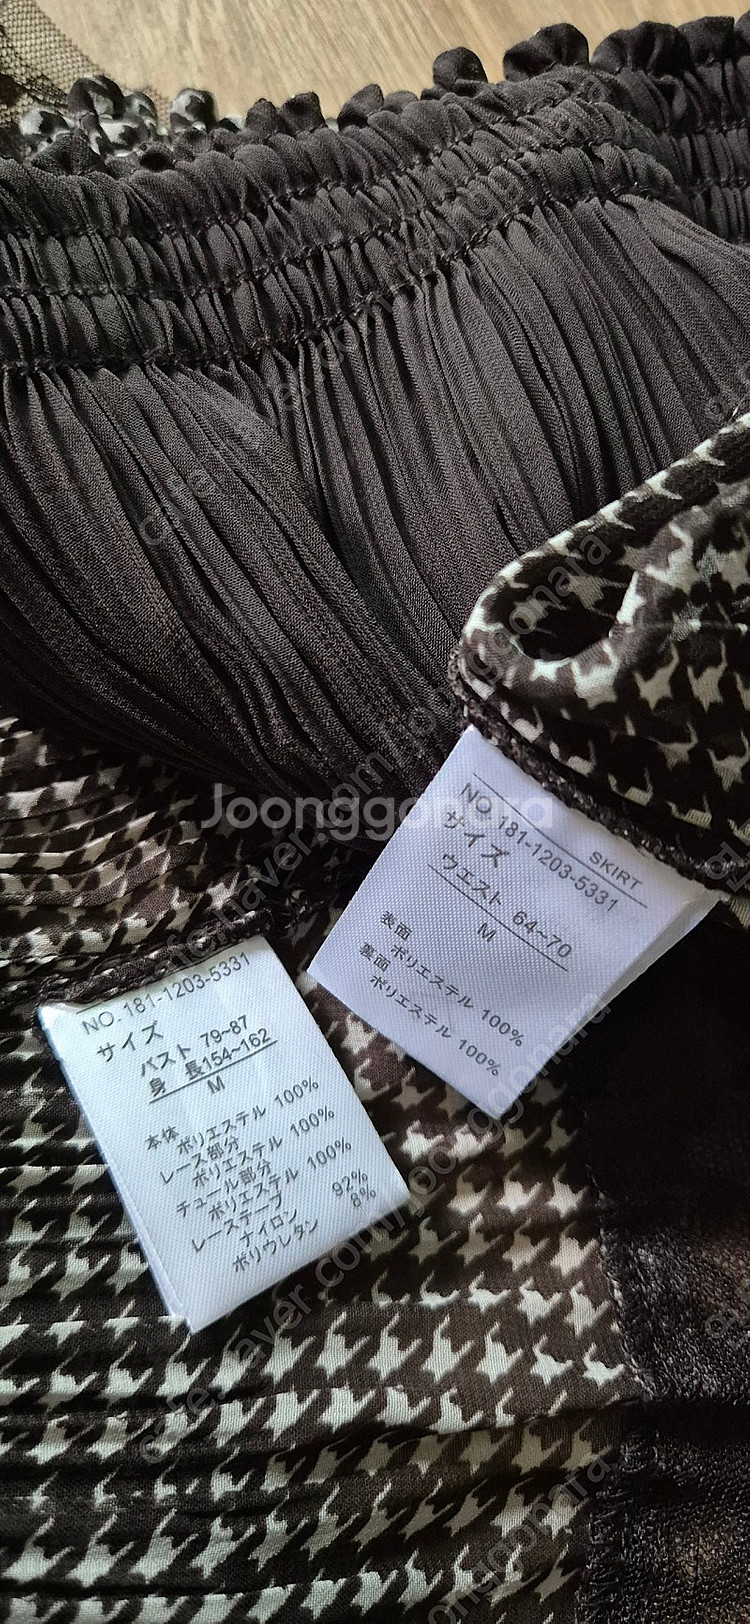 Joonggonara
NO.181-1203-5331
SKIRT
サイズ
ウエスト 64~70
M
表面
ポリエステル 100%
裏面
ポリエステル 100%
NO.181-1203-5331
サイズ
バスト 79~87
身 長154~162
M
本体
ポリエステル 100%
レース部分
ポリエステル 100%
チュール部分
ポリエステル 100%
レーステープ
ナイロン 92%
ポリウレタン 8%